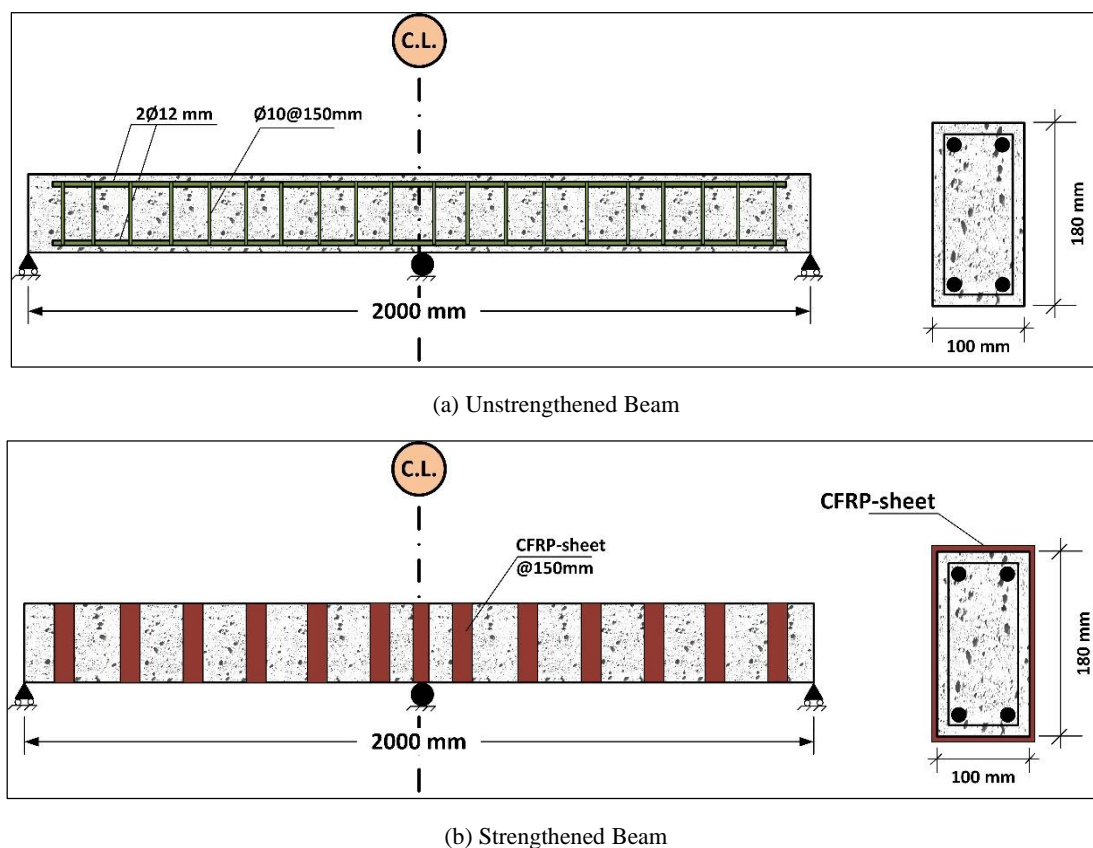 C.L.
2Ø12 mm
Ø10@150mm
180 mm
2000 mm
100 mm
(a) Unstrengthened Beam
C.L.
CFRP-sheet
CFRP-sheet
@150mm
180 mm
2000 mm
100 mm
(b) Strengthened Beam